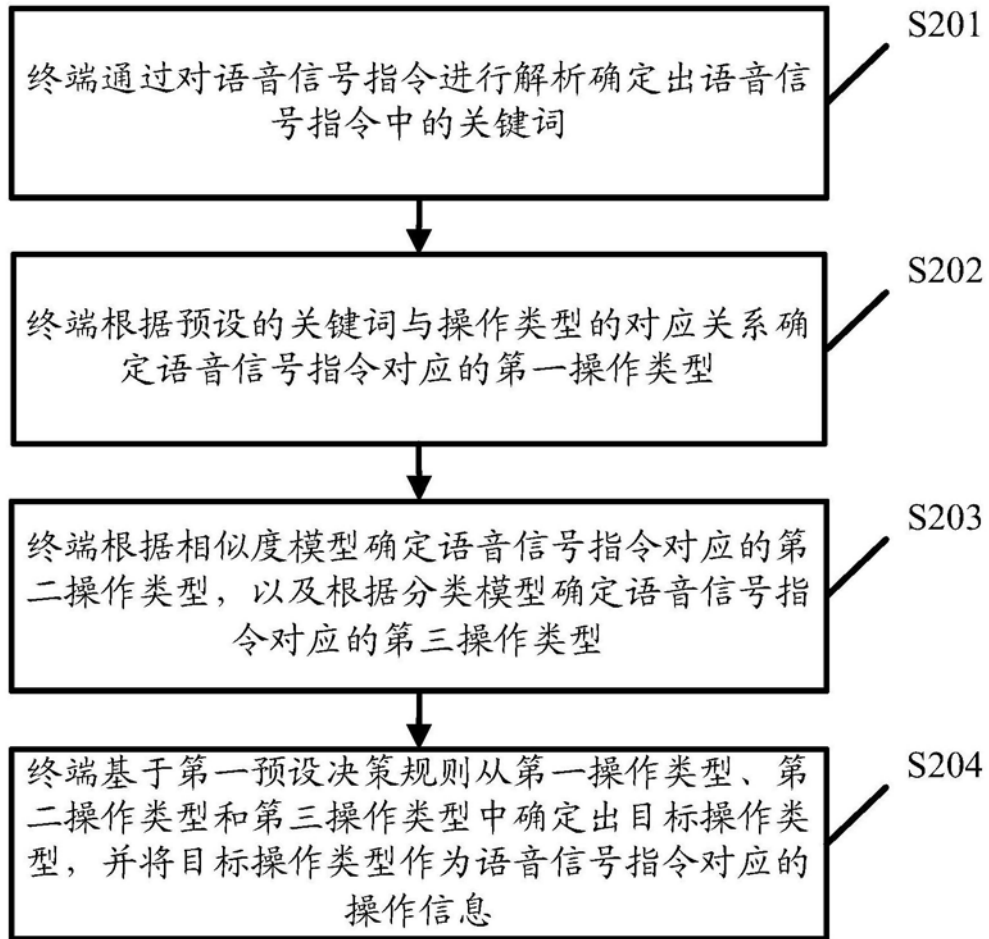 S201
终端通过对语音信号指令进行解析确定出语音信
号指令中的关键词
S202
终端根据预设的关键词与操作类型的对应关系确
定语音信号指令对应的第一操作类型
S203
终端根据相似度模型确定语音信号指令对应的第
二操作类型，以及根据分类模型确定语音信号指
令对应的第三操作类型
S204
终端基于第一预设决策规则从第一操作类型、第
二操作类型和第三操作类型中确定出目标操作类
型，并将目标操作类型作为语音信号指令对应的
操作信息